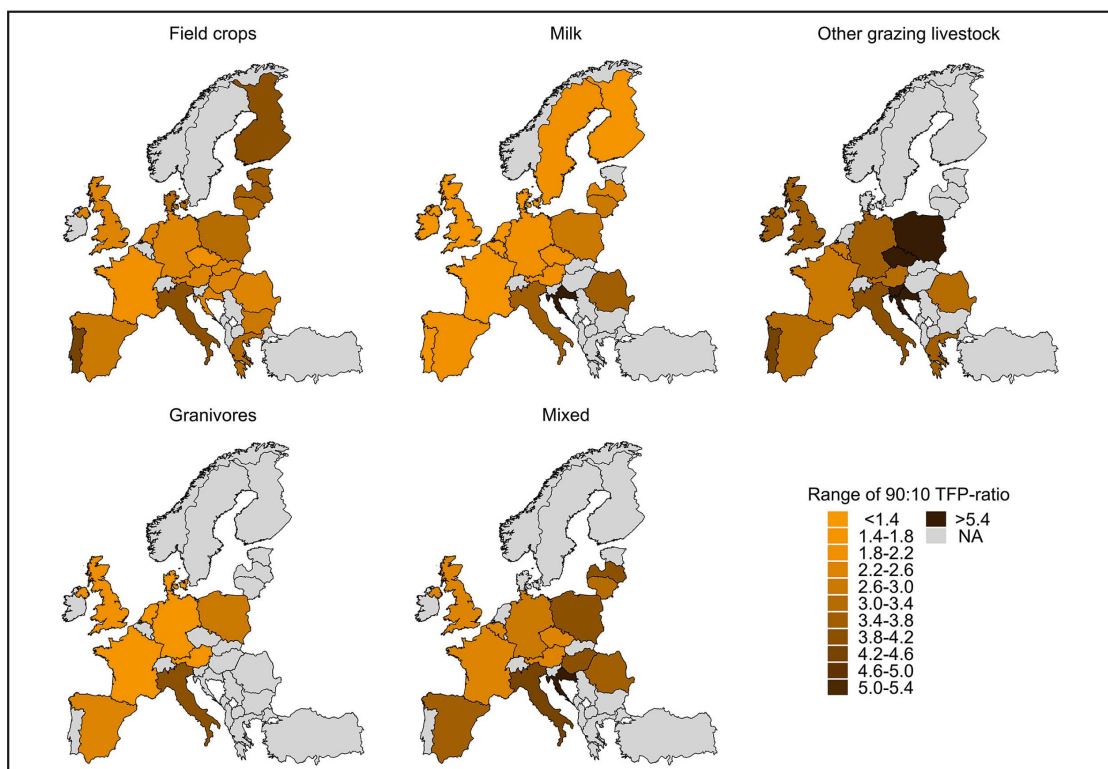 Field crops
Milk
Other grazing livestock
Granivores
Mixed
Range of 90:10 TFP-ratio
<1.4
1.4-1.8
1.8-2.2
2.2-2.6
2.6-3.0
3.0-3.4
3.4-3.8
3.8-4.2
4.2-4.6
4.6-5.0
5.0-5.4
>5.4
NA